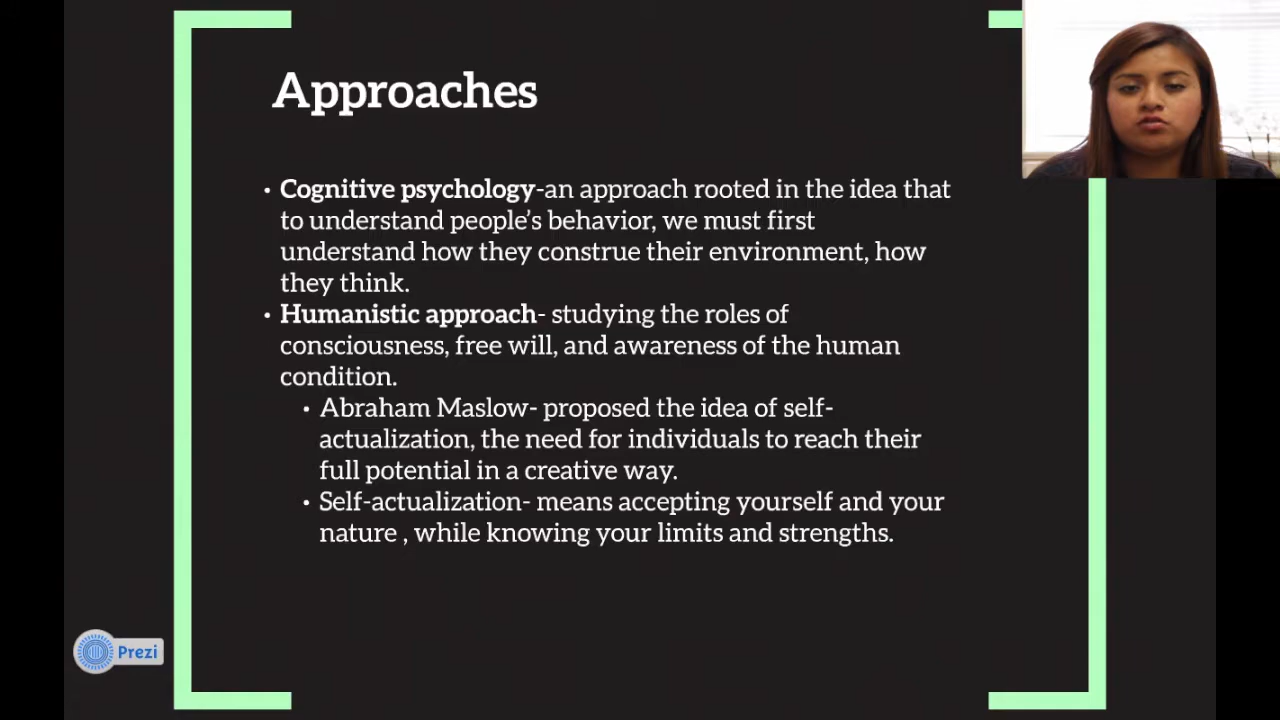 Approaches
• Cognitive psychology-an approach rooted in the idea that
to understand people's behavior, we must first
understand how they construe their environment, how
they think.
• Humanistic approach- studying the roles of
consciousness, free will, and awareness of the human
condition.
• Abraham Maslow- proposed the idea of self-
actualization, the need for individuals to reach their
full potential in a creative way.
• Self-actualization- means accepting yourself and your
nature , while knowing your limits and strengths.
Prezi